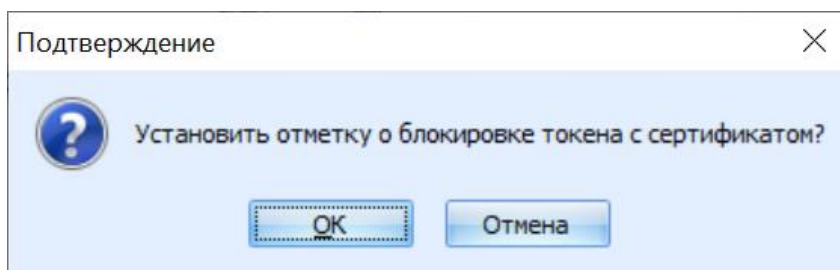 Подтверждение
Установить отметку о блокировке токена с сертификатом?
OK
Отмена